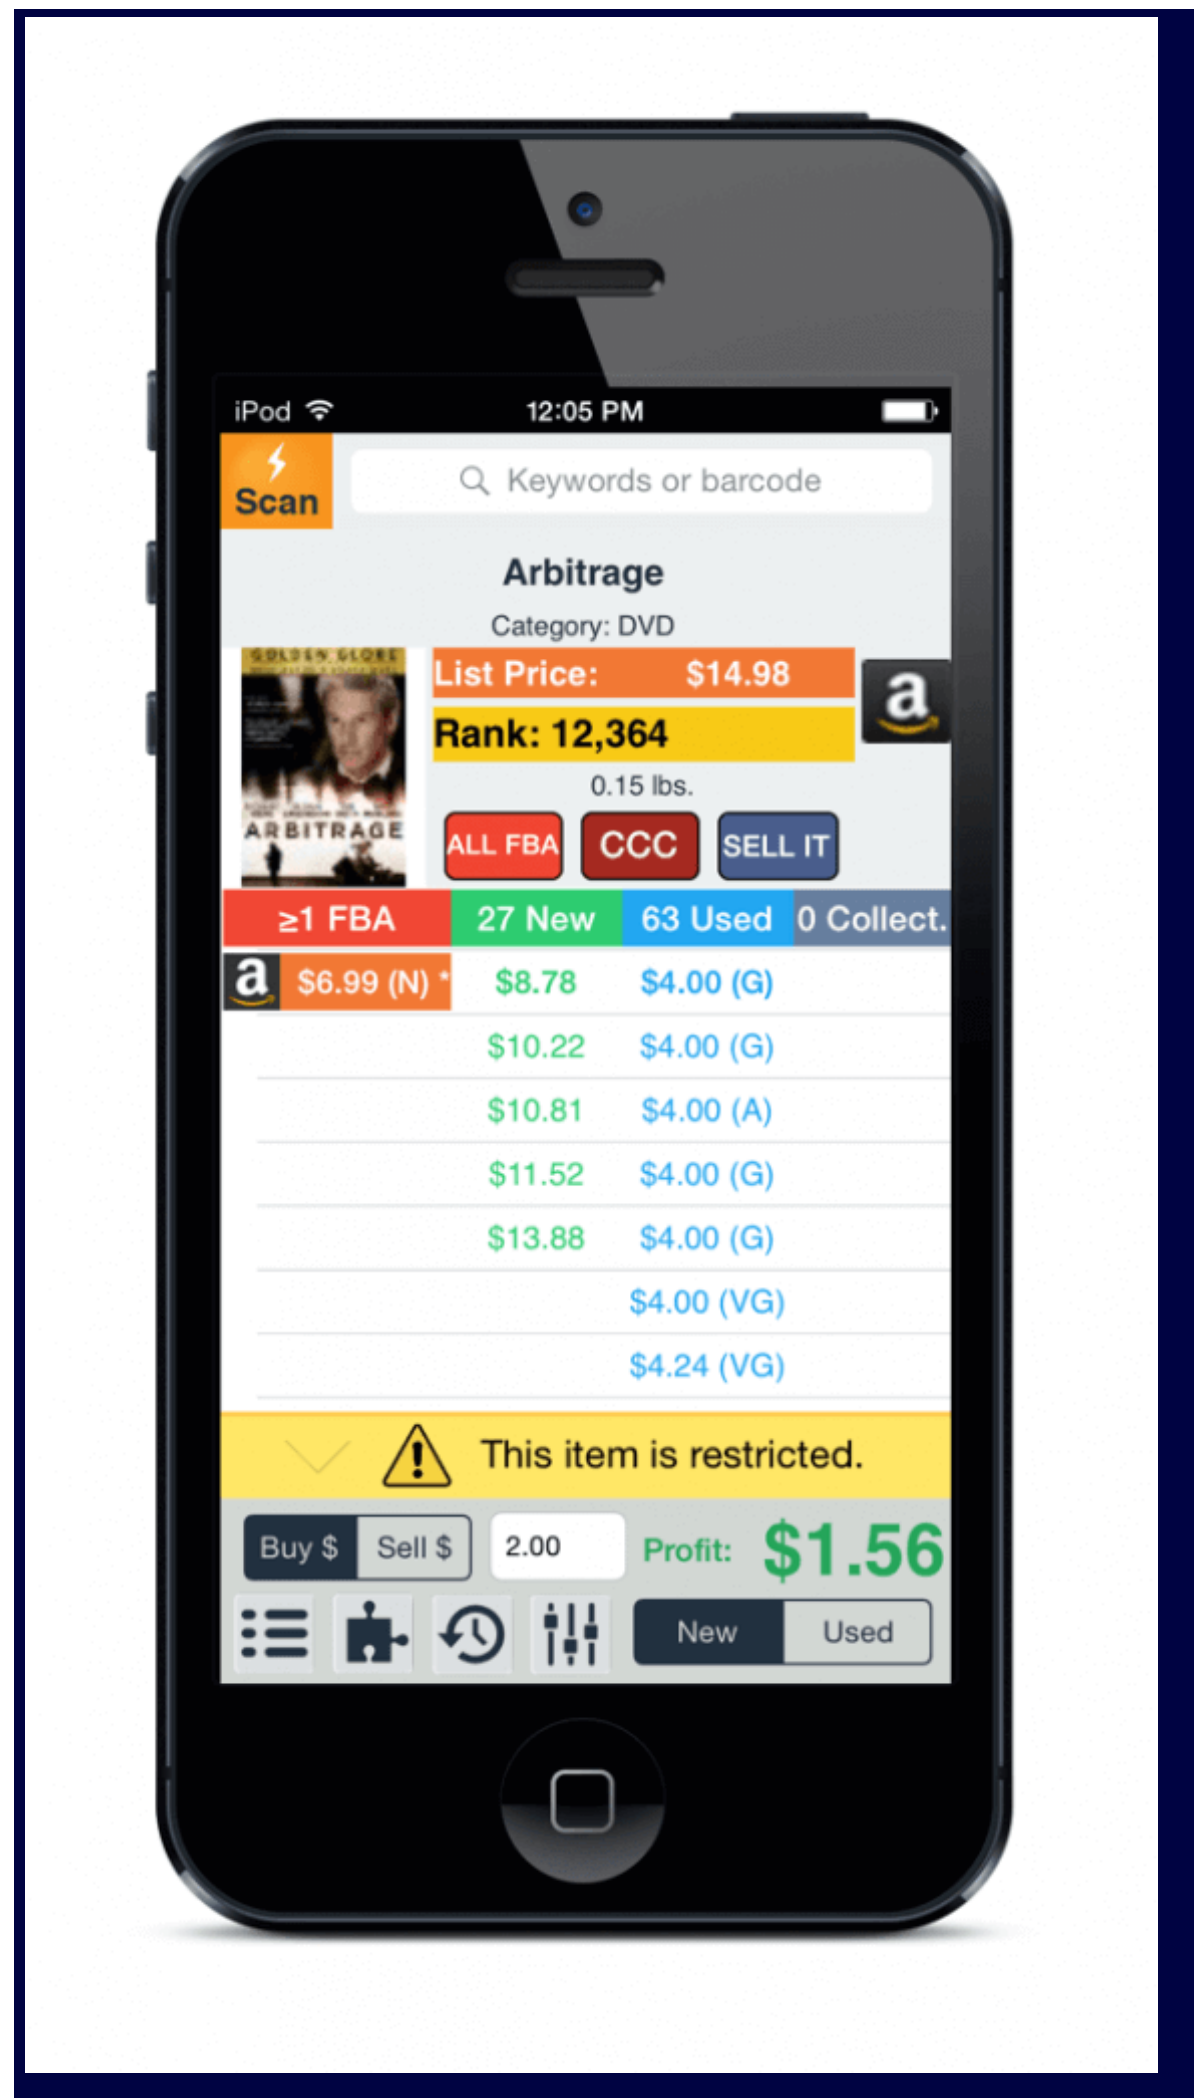 iPod 12:05 PM
Scan Keywords or barcode
Arbitrage
Category: DVD
GOLDEN GLOBE
List Price: $14.98
a
Rank: 12,364
0.15 lbs.
ARBITRAGE
ALL FBA CCC SELL IT
≥1 FBA 27 New 63 Used 0 Collect.
a $6.99 (N) * $8.78 $4.00 (G)
$10.22 $4.00 (G)
$10.81 $4.00 (A)
$11.52 $4.00 (G)
$13.88 $4.00 (G)
$4.00 (VG)
$4.24 (VG)
This item is restricted.
Buy $ Sell $ 2.00 Profit: $1.56
New Used